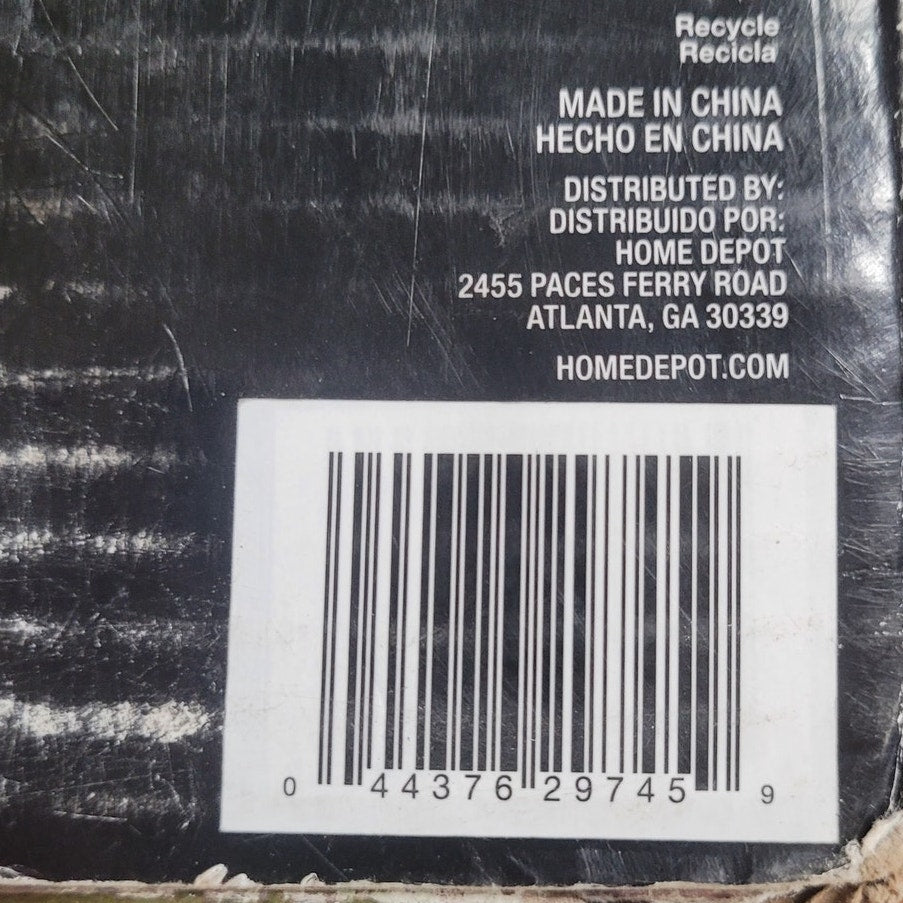 Recycle
Recicla
MADE IN CHINA
HECHO EN CHINA
DISTRIBUTED BY:
DISTRIBUIDO POR:
HOME DEPOT
2455 PACES FERRY ROAD
ATLANTA, GA 30339
HOMEDEPOT.COM
0 44376 29745 9